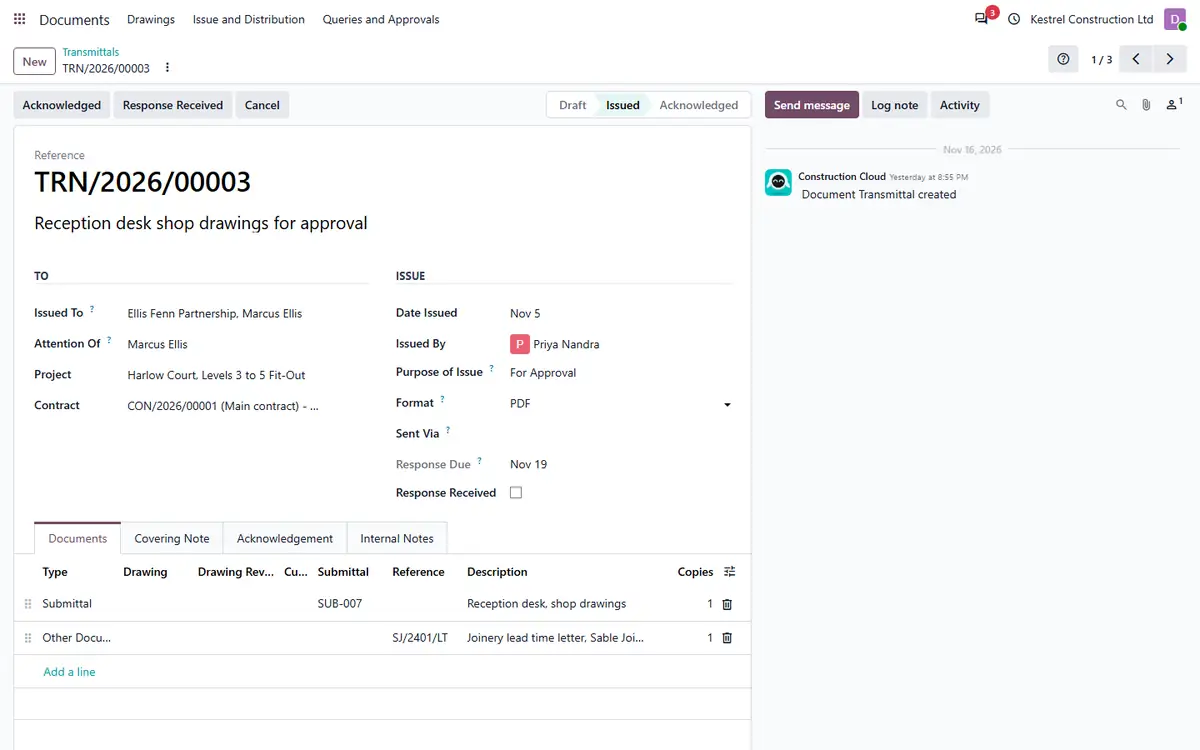 Documents Drawings Issue and Distribution Queries and Approvals 3 Kestrel Construction Ltd D
New Transmittals
TRN/2026/00003
1 / 3
Acknowledged Response Received Cancel Draft Issued Acknowledged Send message Log note Activity 1
Nov 16, 2026
Construction Cloud Yesterday at 8:55 PM
Document Transmittal created
Reference
TRN/2026/00003
Reception desk shop drawings for approval
TO
Issued To ? Ellis Fenn Partnership, Marcus Ellis
Attention Of ? Marcus Ellis
Project Harlow Court, Levels 3 to 5 Fit-Out
Contract CON/2026/00001 (Main contract) - ...
ISSUE
Date Issued Nov 5
Issued By P Priya Nandra
Purpose of Issue ? For Approval
Format ? PDF
Sent Via ?
Response Due ? Nov 19
Response Received
Documents Covering Note Acknowledgement Internal Notes
Type Drawing Drawing Rev... Cu... Submittal Reference Description Copies
Submittal SUB-007 Reception desk, shop drawings 1
Other Docu... SJ/2401/LT Joinery lead time letter, Sable Joi... 1
Add a line